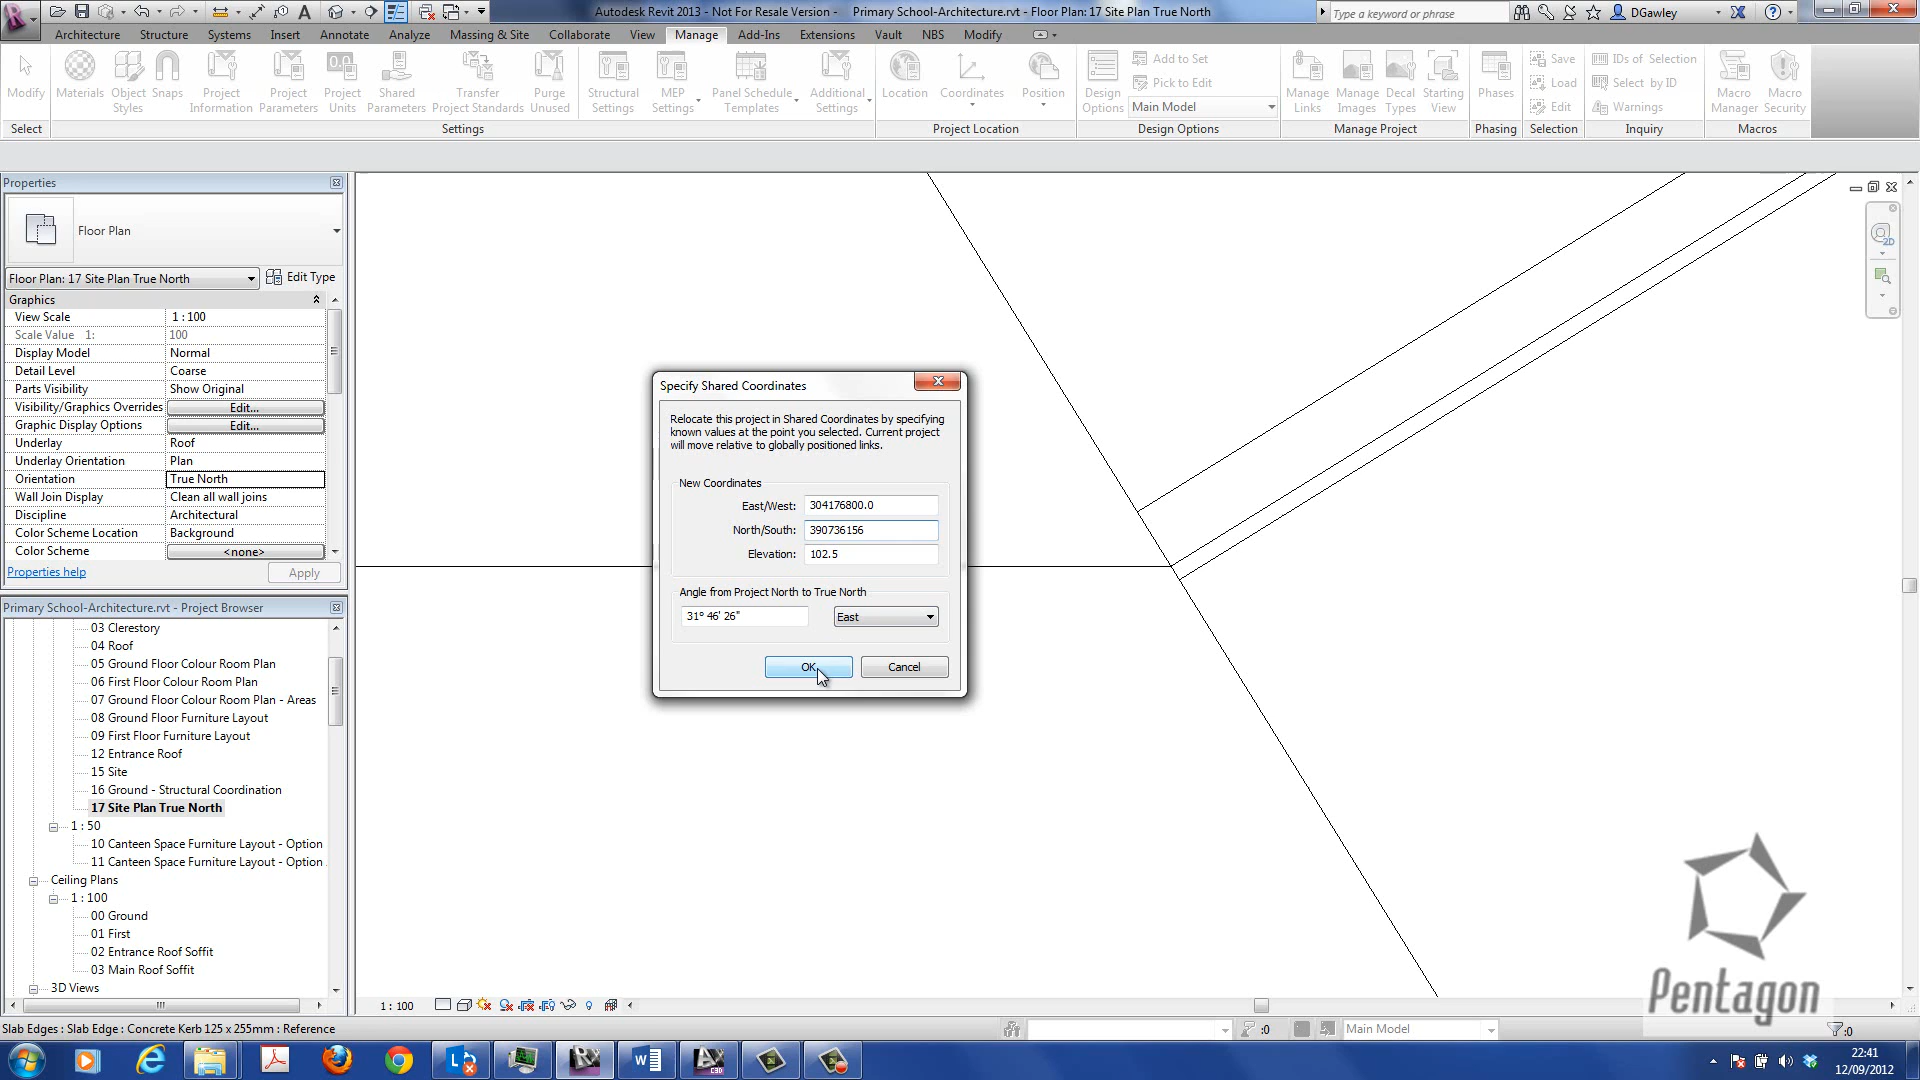 Autodesk Revit 2013 - Not For Resale Version - Primary School-Architecture.rvt - Floor Plan: 17 Site Plan True North
Type a keyword or phrase
DGawley
Architecture Structure Systems Insert Annotate Analyze Massing & Site Collaborate View Manage Add-Ins Extensions Vault NBS Modify
Modify
Materials
Object Styles
Snaps
Project Information
Project Parameters
Project Units
Shared Parameters
Transfer Project Standards
Purge Unused
Structural Settings
MEP Settings
Panel Schedule Templates
Additional Settings
Location
Coordinates
Position
Design Options
Add to Set
Pick to Edit
Main Model
Manage Links
Manage Images
Decal Types
Starting View
Phases
Save
Load
Edit
IDs of Selection
Select by ID
Warnings
Macro Manager
Macro Security
Select
Settings
Project Location
Design Options
Manage Project
Phasing
Selection
Inquiry
Macros
Properties
Floor Plan
Floor Plan: 17 Site Plan True North
Edit Type
Graphics
View Scale 1 : 100
Scale Value 1: 100
Display Model Normal
Detail Level Coarse
Parts Visibility Show Original
Visibility/Graphics Overrides Edit...
Graphic Display Options Edit...
Underlay Roof
Underlay Orientation Plan
Orientation True North
Wall Join Display Clean all wall joins
Discipline Architectural
Color Scheme Location Background
Color Scheme <none>
Properties help
Apply
Primary School-Architecture.rvt - Project Browser
03 Clerestory
04 Roof
05 Ground Floor Colour Room Plan
06 First Floor Colour Room Plan
07 Ground Floor Colour Room Plan - Areas
08 Ground Floor Furniture Layout
09 First Floor Furniture Layout
12 Entrance Roof
15 Site
16 Ground - Structural Coordination
17 Site Plan True North
1 : 50
10 Canteen Space Furniture Layout - Option
11 Canteen Space Furniture Layout - Option
Ceiling Plans
1 : 100
00 Ground
01 First
02 Entrance Roof Soffit
03 Main Roof Soffit
3D Views
Specify Shared Coordinates
Relocate this project in Shared Coordinates by specifying
known values at the point you selected. Current project
will move relative to globally positioned links.
New Coordinates
East/West: 304176800.0
North/South: 390736156
Elevation: 102.5
Angle from Project North to True North
31° 46' 26"
East
OK
Cancel
2D
Pentagon
1 : 100
Slab Edges : Slab Edge : Concrete Kerb 125 x 255mm : Reference
:0
Main Model
:0
22:41
12/09/2012